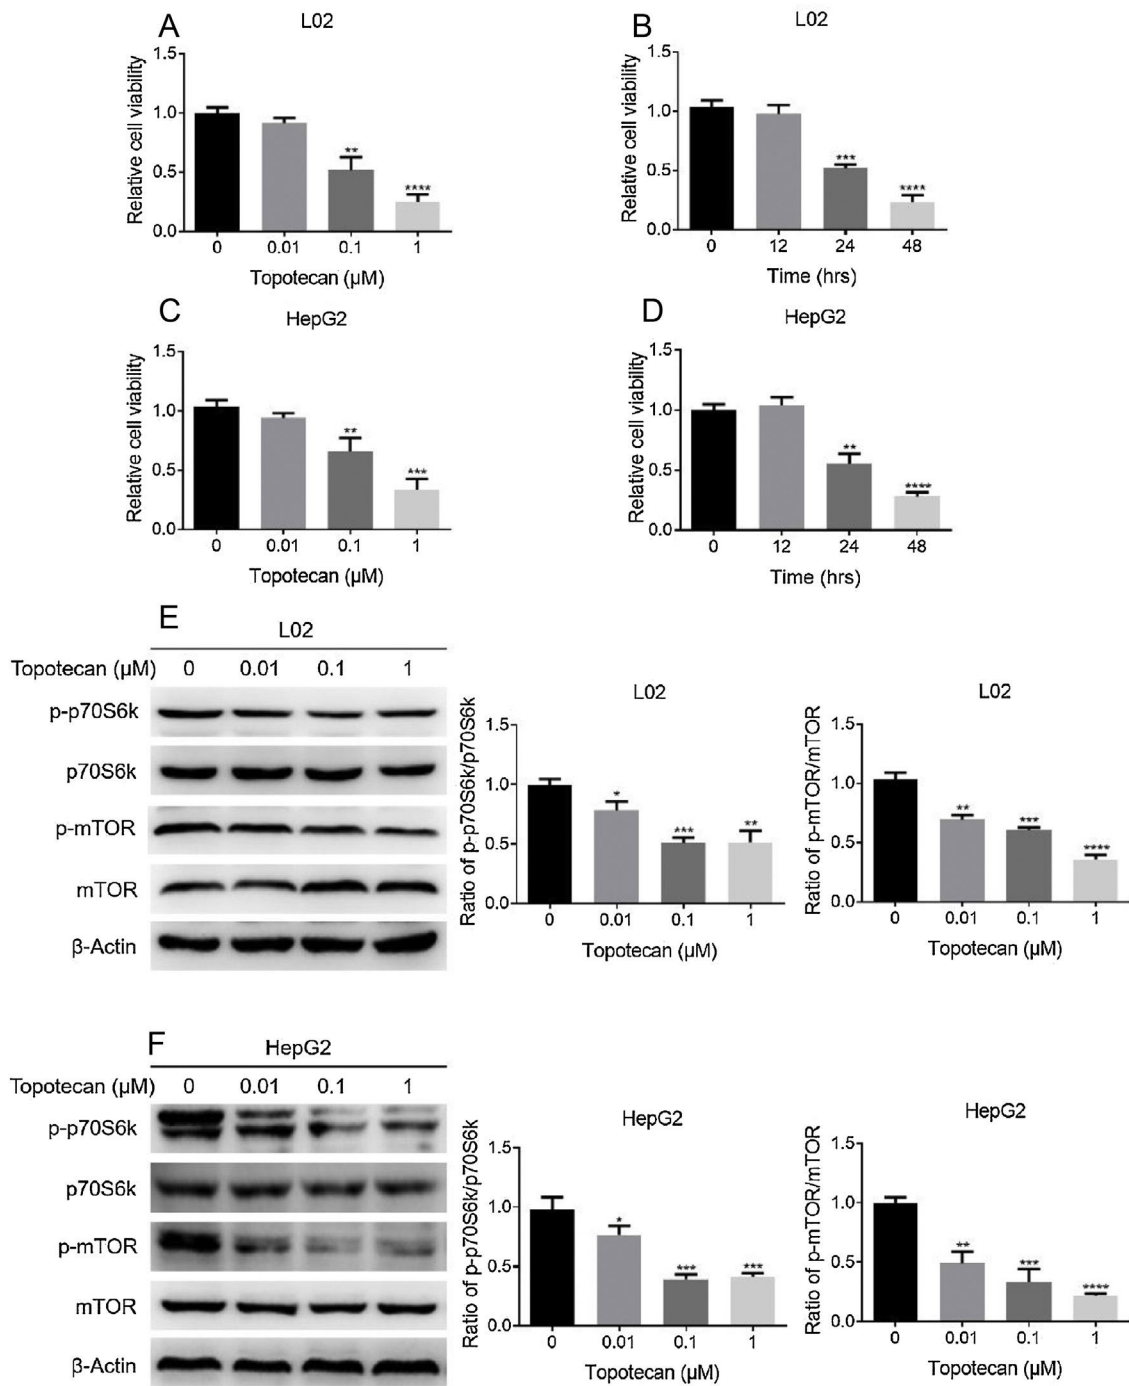 A
L02
Relative cell viability
1.5
1.0
0.5
0.0
**
****
0 0.01 0.1 1
Topotecan (μM)
B
L02
Relative cell viability
1.5
1.0
0.5
0.0
***
****
0 12 24 48
Time (hrs)
C
HepG2
Relative cell viability
1.5
1.0
0.5
0.0
**
***
0 0.01 0.1 1
Topotecan (μM)
D
HepG2
Relative cell viability
1.5
1.0
0.5
0.0
**
****
0 12 24 48
Time (hrs)
E
L02
Topotecan (μM) 0 0.01 0.1 1
p-p70S6k
p70S6k
p-mTOR
mTOR
β-Actin
L02
Ratio of p-p70S6k/p70S6k
1.5
1.0
0.5
0.0
*
***
**
0 0.01 0.1 1
Topotecan (μM)
L02
Ratio of p-mTOR/mTOR
1.5
1.0
0.5
0.0
**
***
****
0 0.01 0.1 1
Topotecan (μM)
F
HepG2
Topotecan (μM) 0 0.01 0.1 1
p-p70S6k
p70S6k
p-mTOR
mTOR
β-Actin
HepG2
Ratio of p-p70S6k/p70S6k
1.5
1.0
0.5
0.0
*
***
***
0 0.01 0.1 1
Topotecan (μM)
HepG2
Ratio of p-mTOR/mTOR
1.5
1.0
0.5
0.0
**
***
****
0 0.01 0.1 1
Topotecan (μM)